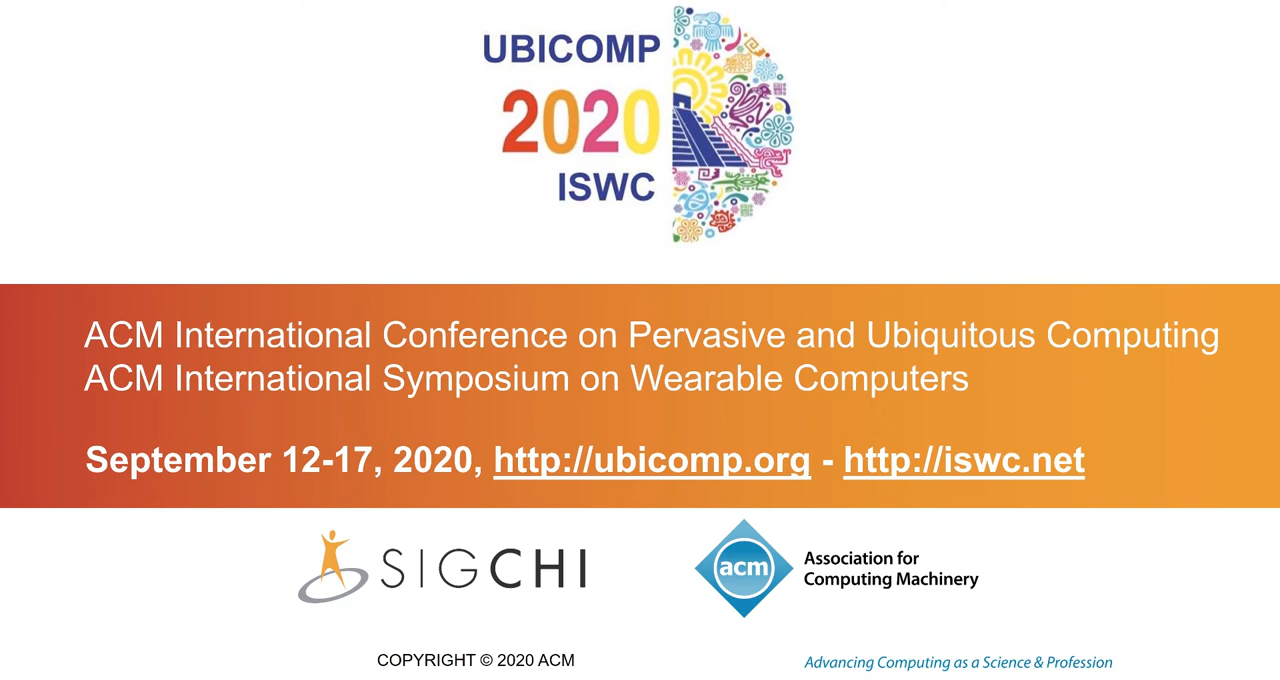 UBICOMP
2020
ISWC
ACM International Conference on Pervasive and Ubiquitous Computing
ACM International Symposium on Wearable Computers
September 12-17, 2020, http://ubicomp.org - http://iswc.net
SIGCHI
acm
Association for
Computing Machinery
COPYRIGHT © 2020 ACM
Advancing Computing as a Science & Profession